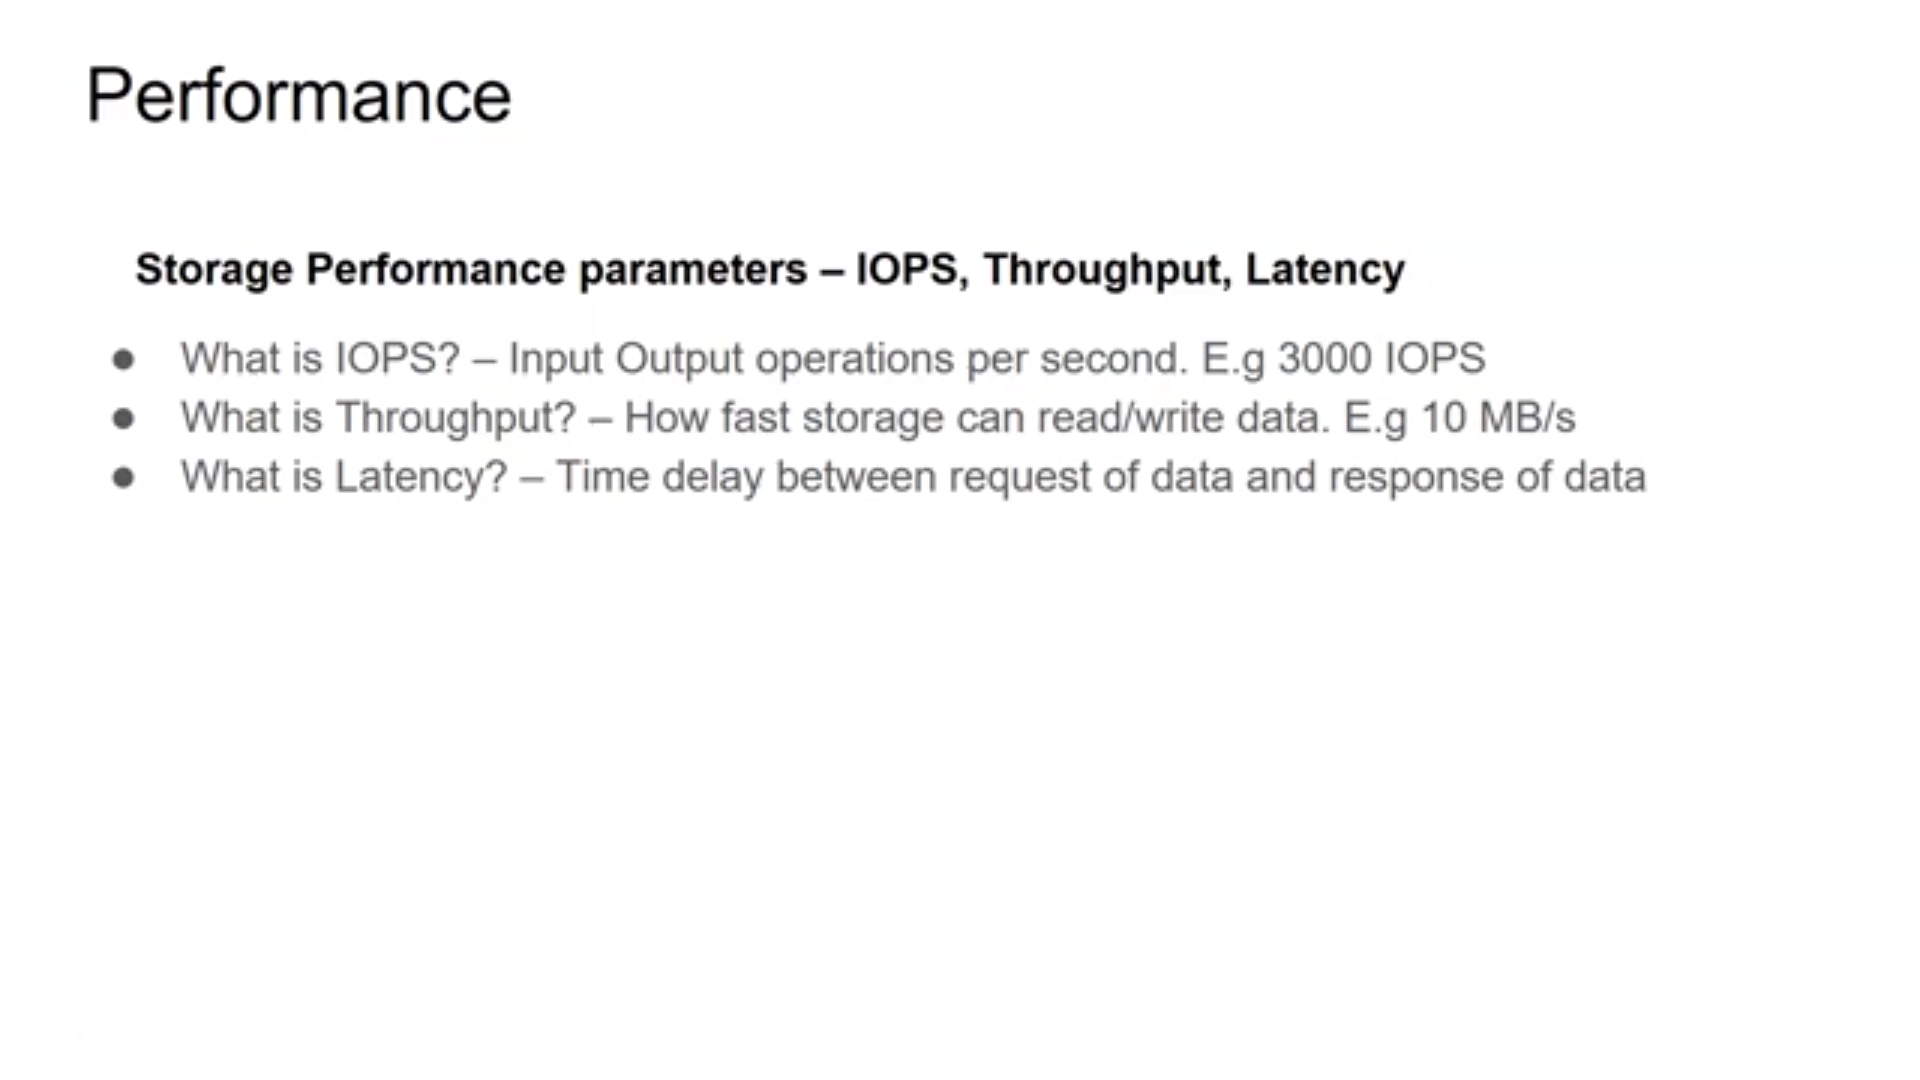 Performance
Storage Performance parameters – IOPS, Throughput, Latency
● What is IOPS? – Input Output operations per second. E.g 3000 IOPS
● What is Throughput? – How fast storage can read/write data. E.g 10 MB/s
● What is Latency? – Time delay between request of data and response of data